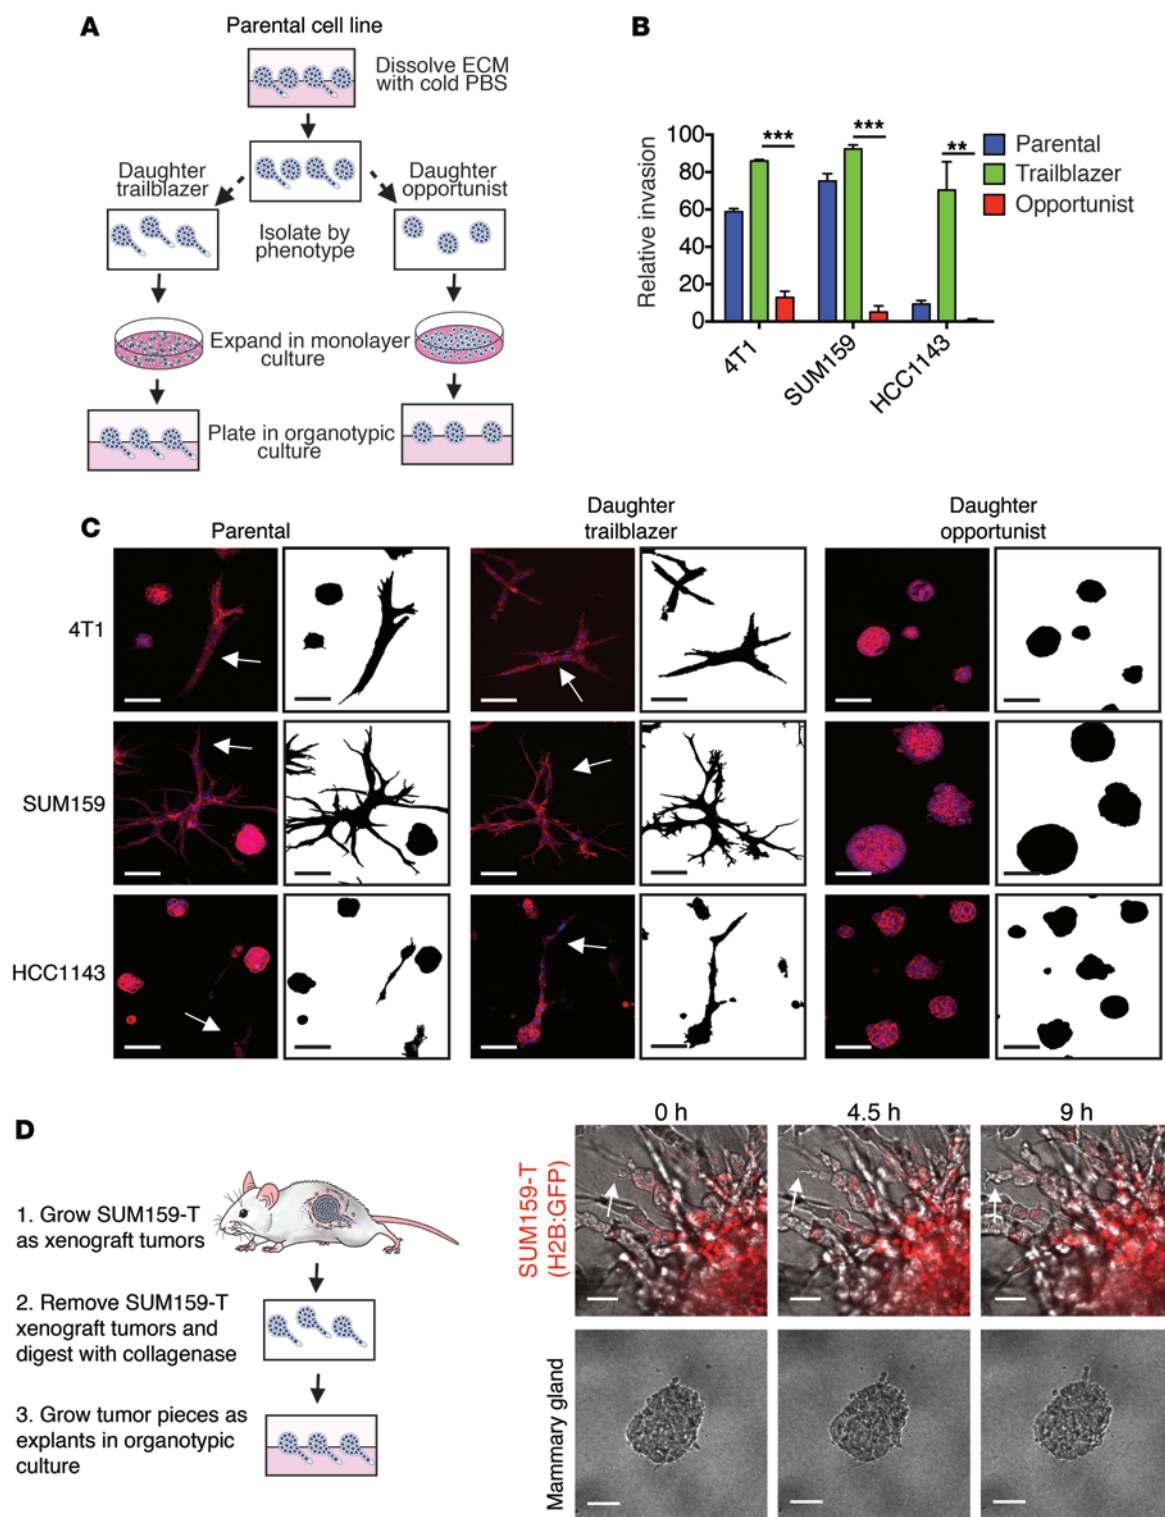 A
Parental cell line
Dissolve ECM
with cold PBS
Daughter
trailblazer
Daughter
opportunist
Isolate by
phenotype
Expand in monolayer
culture
Plate in organotypic
culture
B
Relative invasion
100
80
60
40
20
0
***
***
**
4T1
SUM159
HCC1143
Parental
Trailblazer
Opportunist
C
Parental
Daughter
trailblazer
Daughter
opportunist
4T1
SUM159
HCC1143
D
1. Grow SUM159-T
as xenograft tumors
2. Remove SUM159-T
xenograft tumors and
digest with collagenase
3. Grow tumor pieces as
explants in organotypic
culture
0 h
4.5 h
9 h
SUM159-T
(H2B:GFP)
Mammary gland